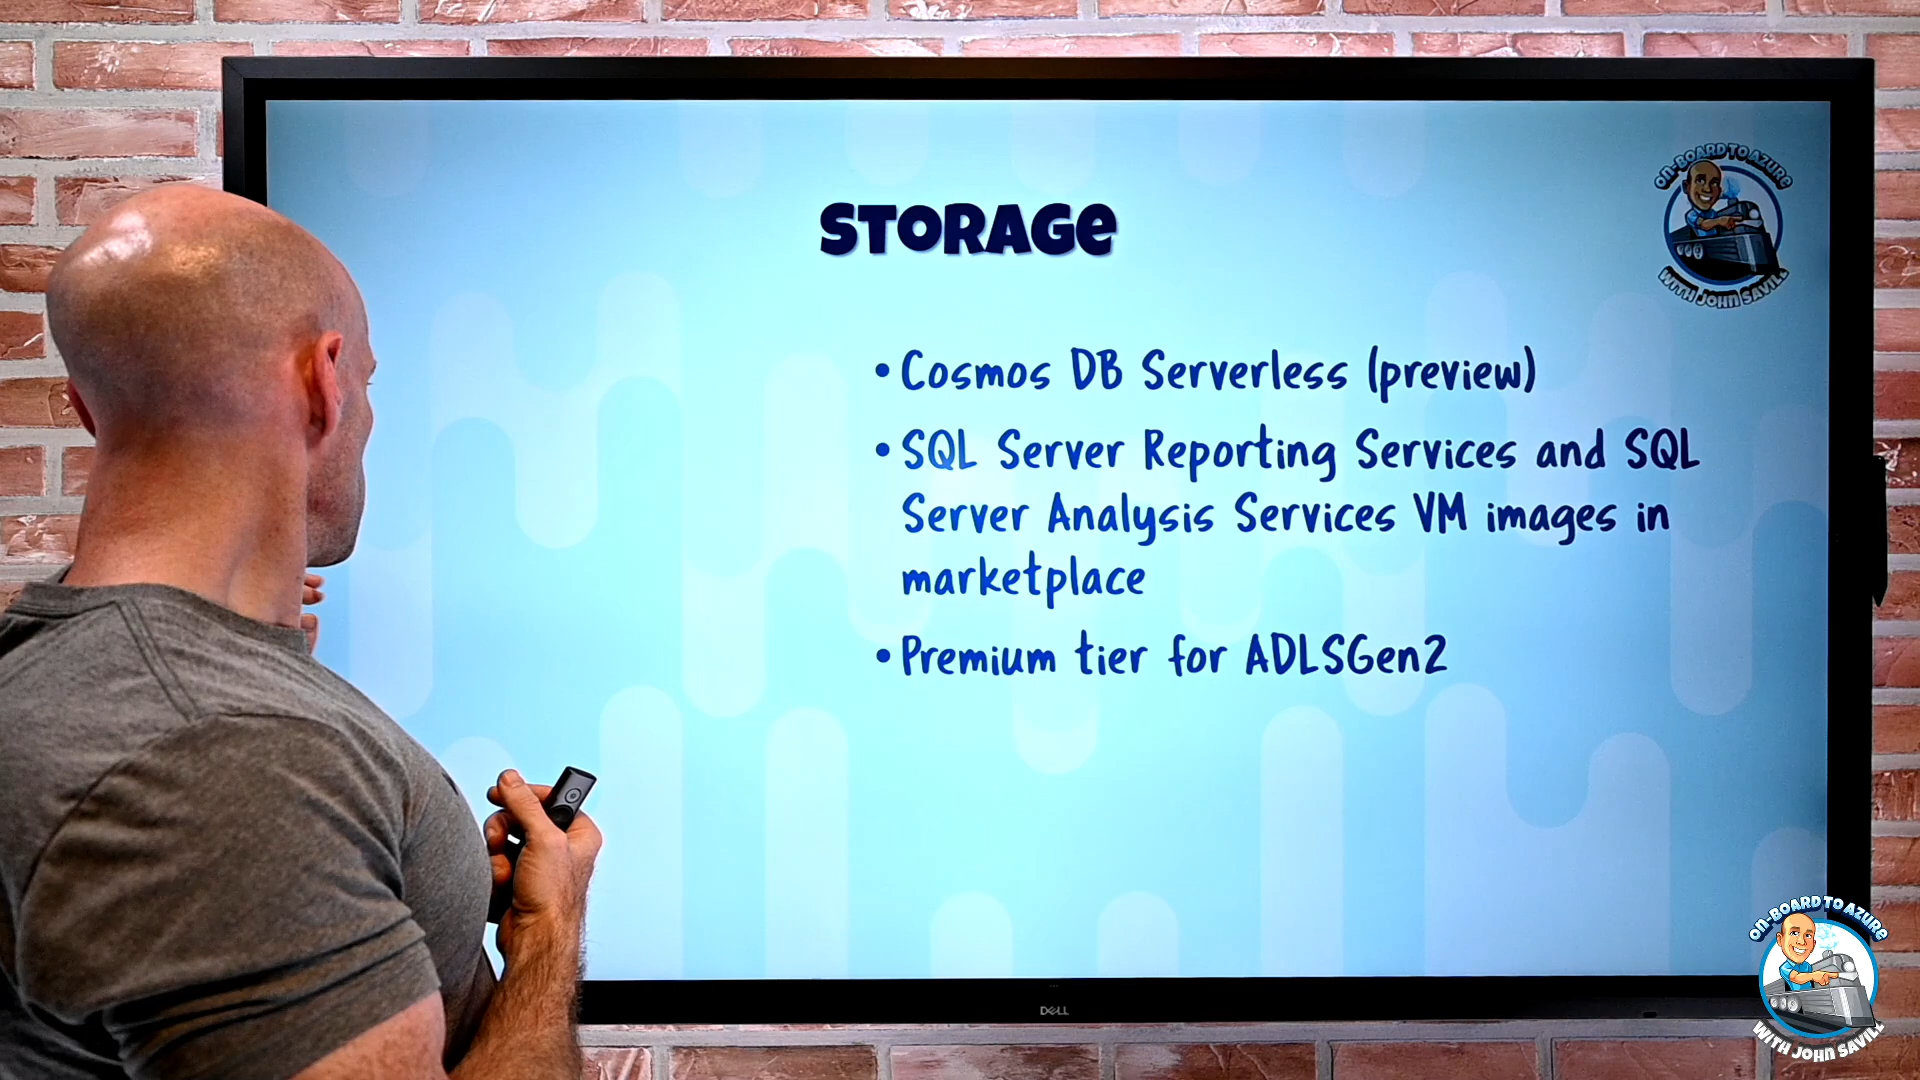 ON-BOARD TO AZURE
WITH JOHN SAVILL
STORAGE
• Cosmos DB Serverless (preview)
• SQL Server Reporting Services and SQL
Server Analysis Services VM images in
marketplace
• Premium tier for ADLSGen2
DELL
ON-BOARD TO AZURE
WITH JOHN SAVILL